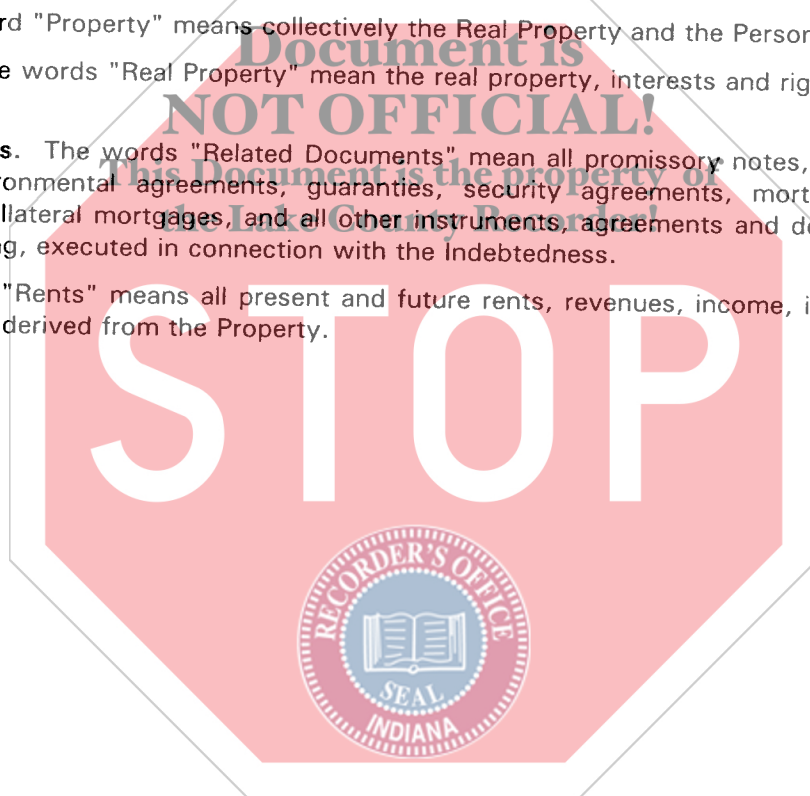 rd "Property" means collectively the Real Property and the Person
Document is
e words "Real Property" mean the real property, interests and rig
NOT OFFICIAL!
s. The words "Related Documents" mean all promissory notes,
This Document is the property of
ronmental agreements, guaranties, security agreements, mort
llateral mortgages, and all other instruments, agreements and d
the Lake County Recorder!
g, executed in connection with the Indebtedness.
"Rents" means all present and future rents, revenues, income, i
derived from the Property.
STOP
RECORDER'S OFFICE
SEAL
INDIANA